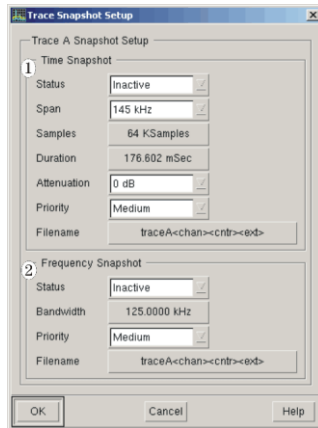 Trace Snapshot Setup
Trace A Snapshot Setup
1 Time Snapshot
Status Inactive
Span 145 kHz
Samples 64 KSamples
Duration 176.602 mSec
Attenuation 0 dB
Priority Medium
Filename traceA<chan><cntr><ext>
2 Frequency Snapshot
Status Inactive
Bandwidth 125.0000 kHz
Priority Medium
Filename traceA<chan><cntr><ext>
OK Cancel Help